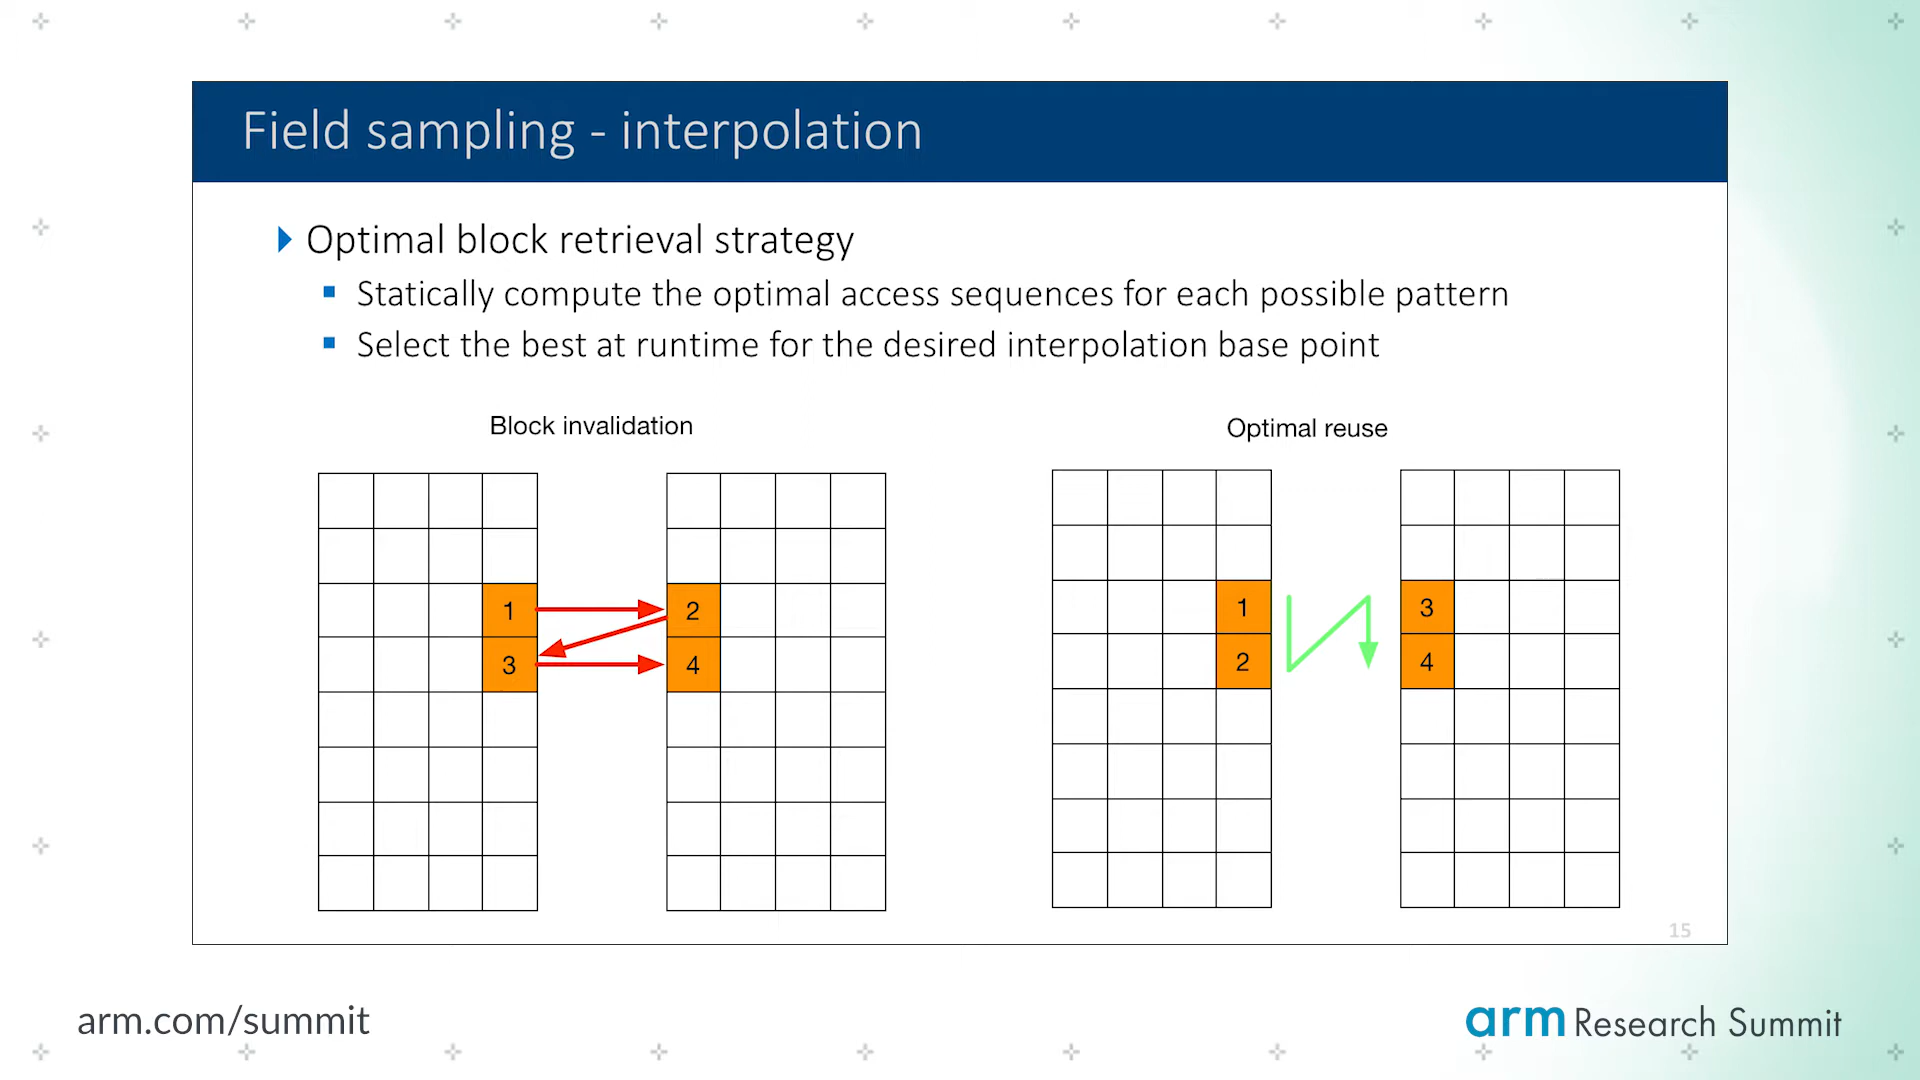 Field sampling - interpolation
Optimal block retrieval strategy
Statically compute the optimal access sequences for each possible pattern
Select the best at runtime for the desired interpolation base point
Block invalidation
1 2
3 4
Optimal reuse
1 3
2 4
15
arm.com/summit
arm Research Summit